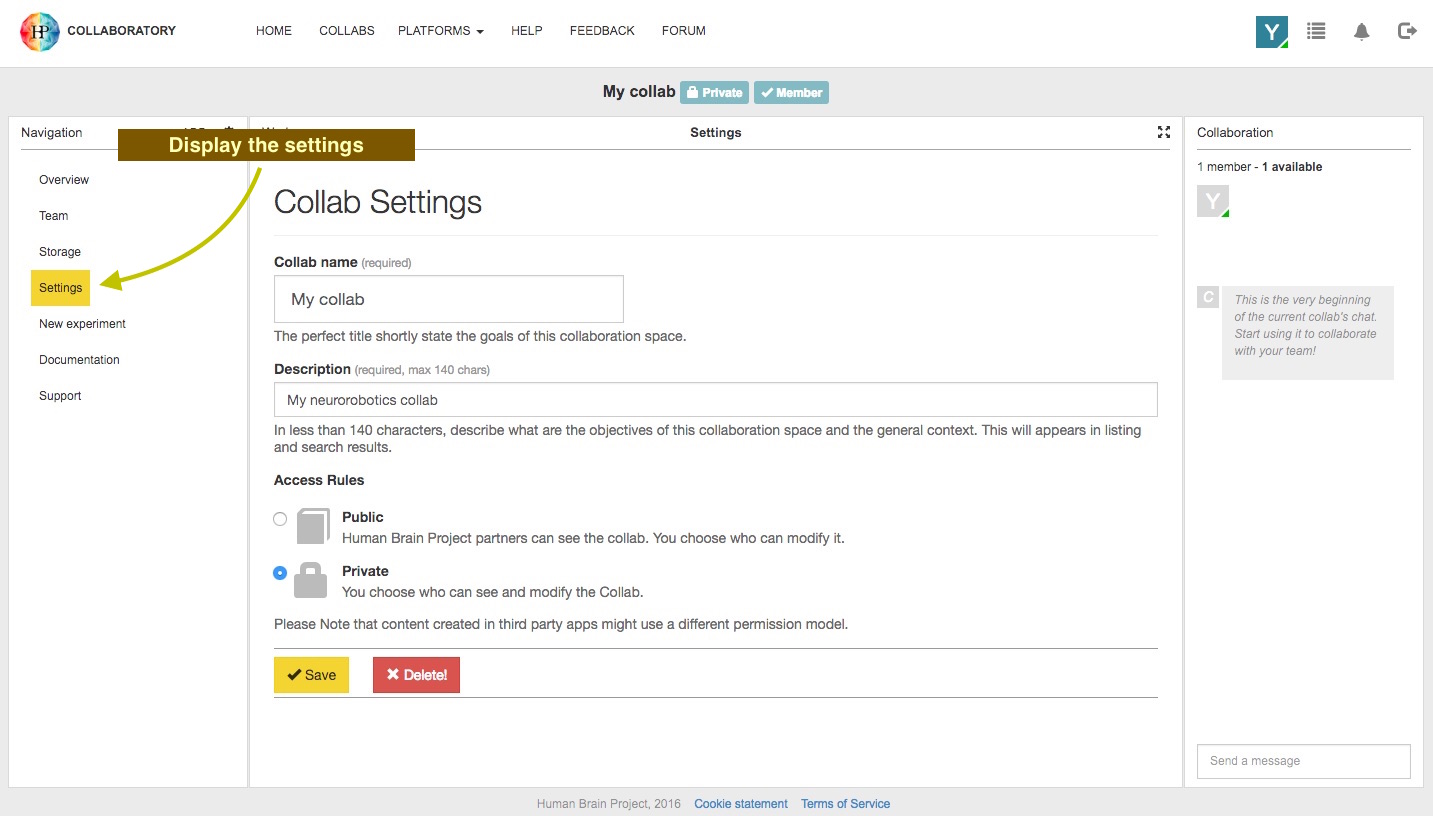 COLLABORATORY
HOME COLLABS PLATFORMS HELP FEEDBACK FORUM
Y
My collab Private Member
Navigation
Display the settings
Overview
Team
Storage
Settings
New experiment
Documentation
Support
Settings
Collab Settings
Collab name (required)
My collab
The perfect title shortly state the goals of this collaboration space.
Description (required, max 140 chars)
My neurorobotics collab
In less than 140 characters, describe what are the objectives of this collaboration space and the general context. This will appears in listing
and search results.
Access Rules
Public
Human Brain Project partners can see the collab. You choose who can modify it.
Private
You choose who can see and modify the Collab.
Please Note that content created in third party apps might use a different permission model.
Save Delete!
Collaboration
1 member - 1 available
Y
C
This is the very beginning
of the current collab's chat.
Start using it to collaborate
with your team!
Send a message
Human Brain Project, 2016 Cookie statement Terms of Service